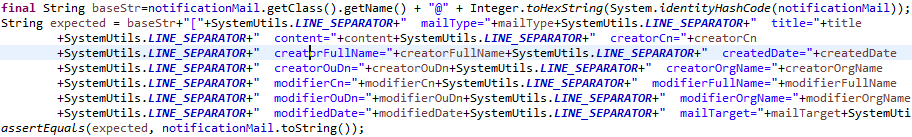 final String baseStr=notificationMail.getClass().getName() + "@" + Integer.toHexString(System.identityHashCode(notificationMail));
String expected = baseStr+"["+SystemUtils.LINE_SEPARATOR+"  mailType="+mailType+SystemUtils.LINE_SEPARATOR+"  title="+title
+SystemUtils.LINE_SEPARATOR+"  content="+content+SystemUtils.LINE_SEPARATOR+"  creatorCn="+creatorCn
+SystemUtils.LINE_SEPARATOR+"  creatorFullName="+creatorFullName+SystemUtils.LINE_SEPARATOR+"  createdDate="+createdDate
+SystemUtils.LINE_SEPARATOR+"  creatorOuDn="+creatorOuDn+SystemUtils.LINE_SEPARATOR+"  creatorOrgName="+creatorOrgName
+SystemUtils.LINE_SEPARATOR+"  modifierCn="+modifierCn+SystemUtils.LINE_SEPARATOR+"  modifierFullName="+modifierFullName
+SystemUtils.LINE_SEPARATOR+"  modifierOuDn="+modifierOuDn+SystemUtils.LINE_SEPARATOR+"  modifierOrgName="+modifierOrgName
+SystemUtils.LINE_SEPARATOR+"  modifiedDate="+modifiedDate+SystemUtils.LINE_SEPARATOR+"  mailTarget="+mailTarget+SystemUti
assertEquals(expected, notificationMail.toString());